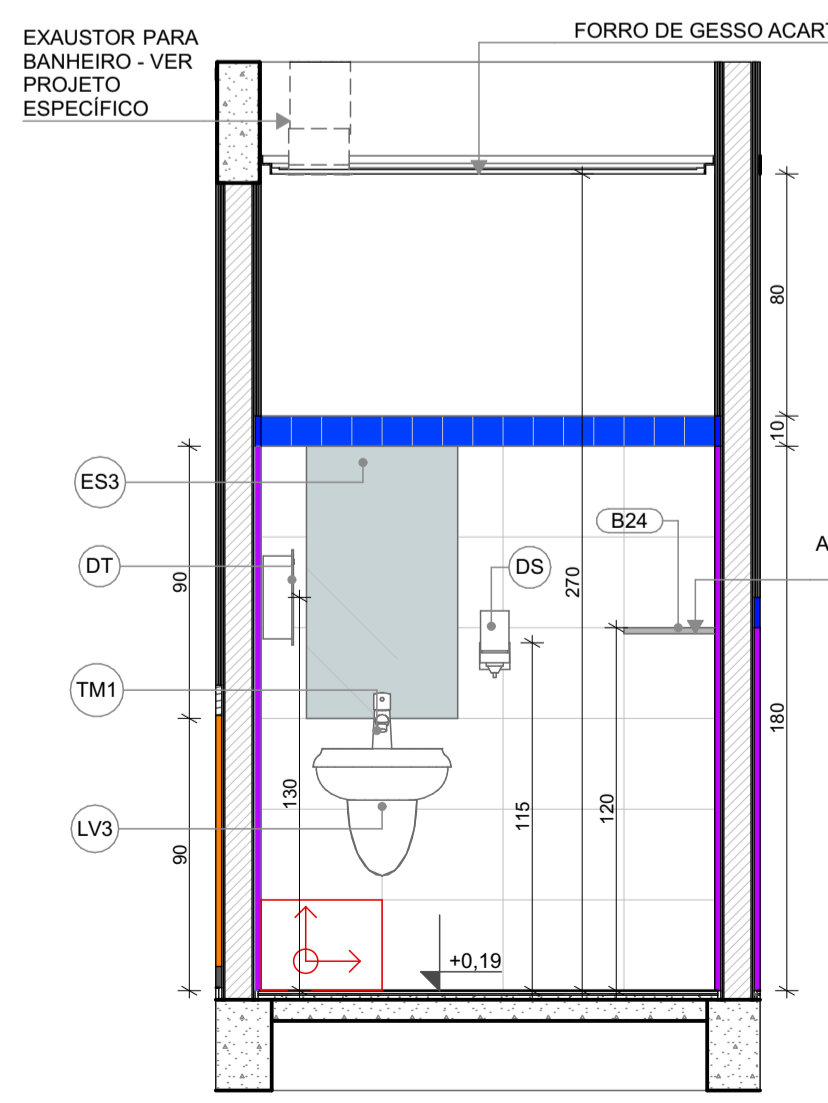 EXAUSTOR PARA
BANHEIRO - VER
PROJETO
ESPECÍFICO
FORRO DE GESSO ACART
80
10
ES3
B24
A
DT
DS
90
270
TM1
180
130
115
120
LV3
90
+0,19